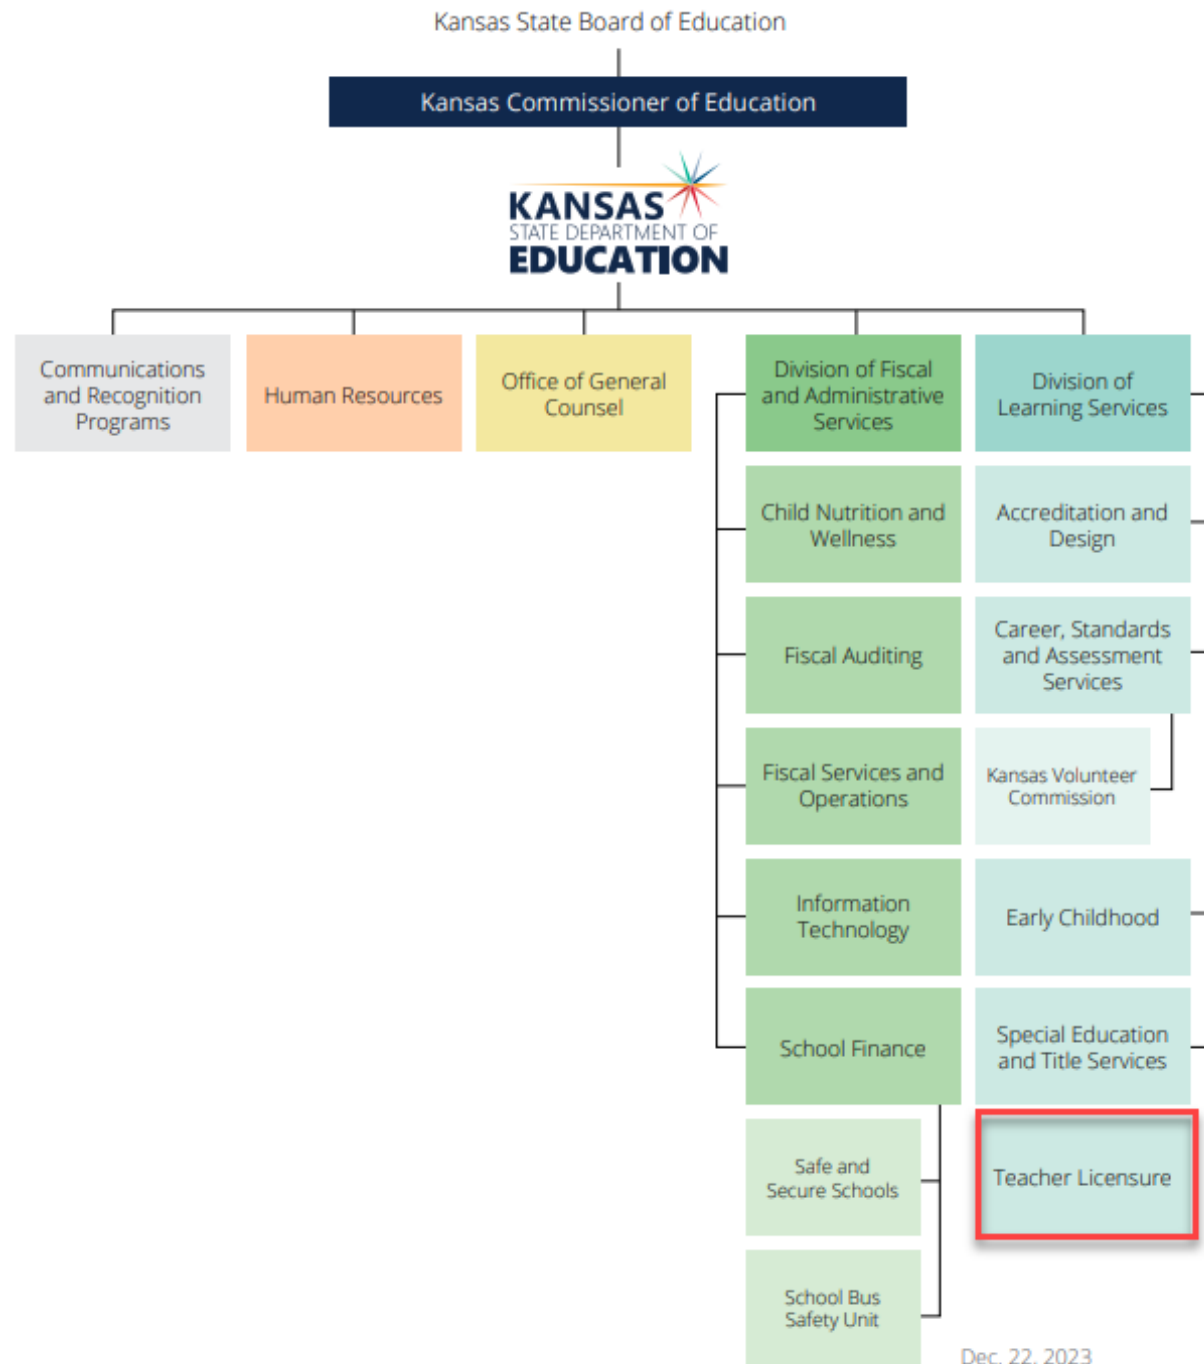 Kansas State Board of Education
Kansas Commissioner of Education
KANSAS
STATE DEPARTMENT OF
EDUCATION
Communications
and Recognition
Programs
Human Resources
Office of General
Counsel
Division of Fiscal
and Administrative
Services
Division of
Learning Services
Child Nutrition and
Wellness
Accreditation and
Design
Fiscal Auditing
Career, Standards
and Assessment
Services
Fiscal Services and
Operations
Kansas Volunteer
Commission
Information
Technology
Early Childhood
School Finance
Special Education
and Title Services
Safe and
Secure Schools
Teacher Licensure
School Bus
Safety Unit
Dec. 22, 2023